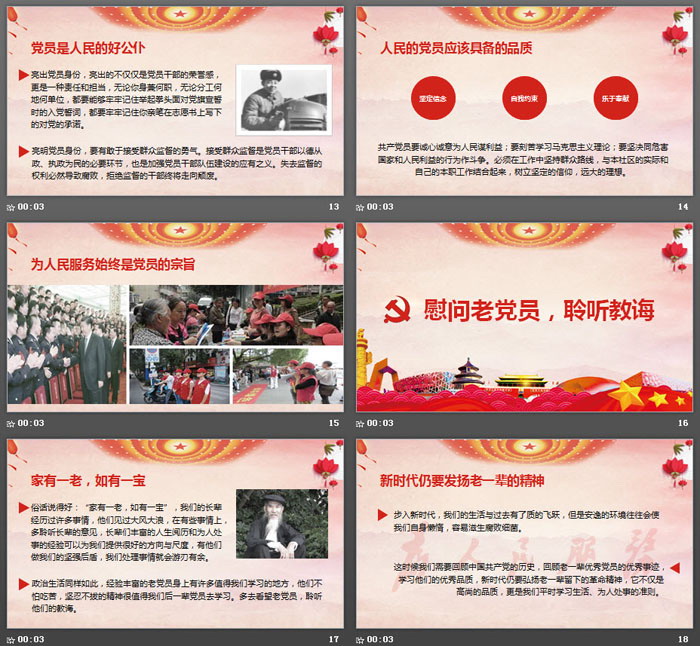 党员是人民的好公仆
亮出党员身份，亮出的不仅仅是党员干部的荣誉感，
更是一种责任和担当，无论你身兼何职，无论分工何
地何单位，都要能够牢牢记住举起拳头面对党旗宣誓
时的入党誓词，都要牢牢记住你亲笔在志愿书上写下
的对党的承诺。
亮明党员身份，要有敢于接受群众监督的勇气。接受群众监督是党员干部以德从
政、执政为民的必要环节，也是加强党员干部队伍建设的应有之义。失去监督的
权利必然导致腐败，拒绝监督的干部终将走向颓废。
00:03
13
人民的党员应该具备的品质
坚定信念
自我约束
乐于奉献
共产党员要诚心诚意为人民谋利益；要刻苦学习马克思主义理论；要坚决同危害
国家和人民利益的行为作斗争。必须在工作中坚持群众路线，与本社区的实际和
自己的本职工作结合起来，树立坚定的信仰，远大的理想。
00:03
14
为人民服务始终是党员的宗旨
00:03
15
慰问老党员，聆听教诲
00:03
16
家有一老，如有一宝
俗话说得好：“家有一老，如有一宝”，我们的长辈
经历过许多事情，他们见过大风大浪，在有些事情上，
多聆听长辈的意见，长辈们丰富的人生阅历和为人处
事的经验可以为我们提供很好的方向与尺度，有他们
做我们的坚强后盾，我们处理事情就会游刃有余。
政治生活同样如此，经验丰富的老党员身上有许多值得我们学习的地方，他们不
怕吃苦，坚忍不拔的精神很值得我们后一辈党员去学习。多去看望老党员，聆听
他们的教诲。
00:03
17
新时代仍要发扬老一辈的精神
步入新时代，我们的生活与过去有了质的飞跃，但是安逸的环境往往会使
我们自身懒惰，容易滋生腐败细菌。
为人民服务
这时候我们需要回顾中国共产党的历史，回顾老一辈优秀党员的优秀事迹，
学习他们的优秀品质，新时代仍要弘扬老一辈留下的革命精神，它不仅是
高尚的品质，更是我们平时学习生活、为人处事的准则。
00:03
18